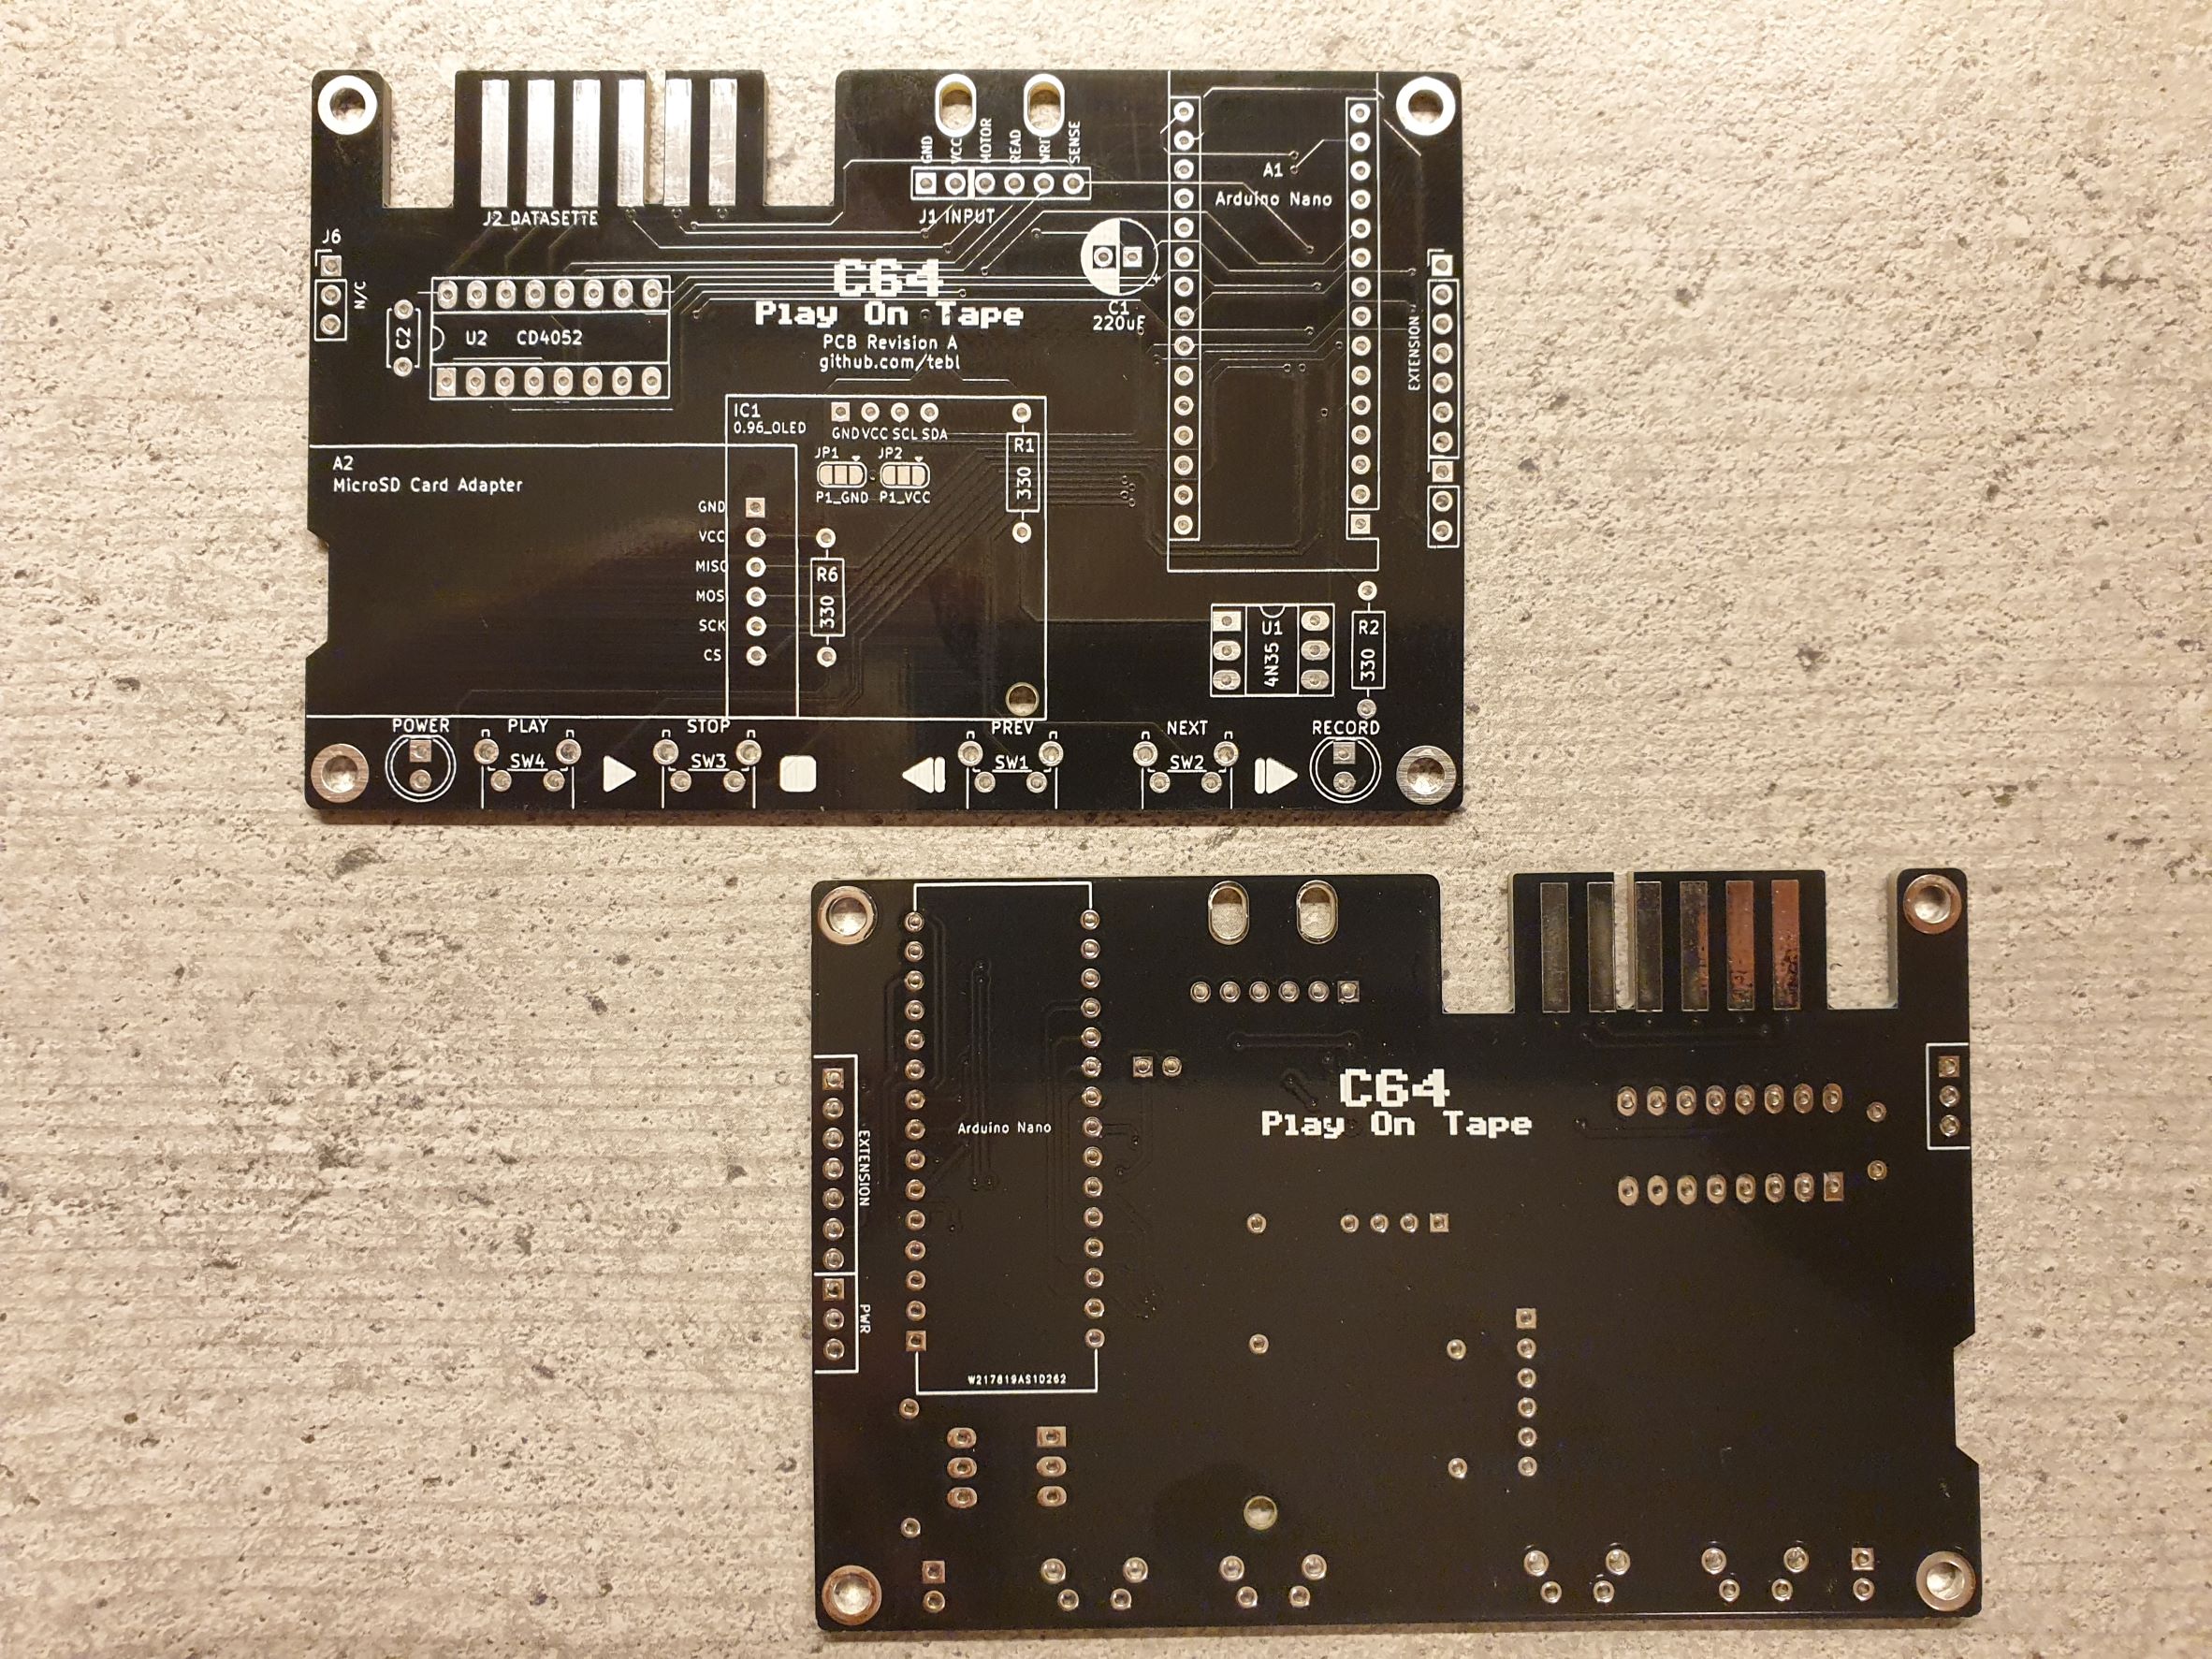 GND
VCC
MOTOR
READ
WRIT
SENSE
J1 INPUT
J2 DATASETTE
A1
Arduino Nano
J6
N/C
C64
Play On Tape
PCB Revision A
github.com/tebl
C1
220uF
C2
U2 CD4052
EXTENSION
IC1
0.96_OLED
GND VCC SCL SDA
JP1 JP2
P1_GND P1_VCC
R1
330
A2
MicroSD Card Adapter
GND
VCC
MISO
MOS
SCK
CS
R6
330
U1
4N35
R2
330
POWER
PLAY
STOP
PREV
NEXT
RECORD
SW4
SW3
SW1
SW2
C64
Play On Tape
Arduino Nano
EXTENSION
PWR
W217819AS1D262